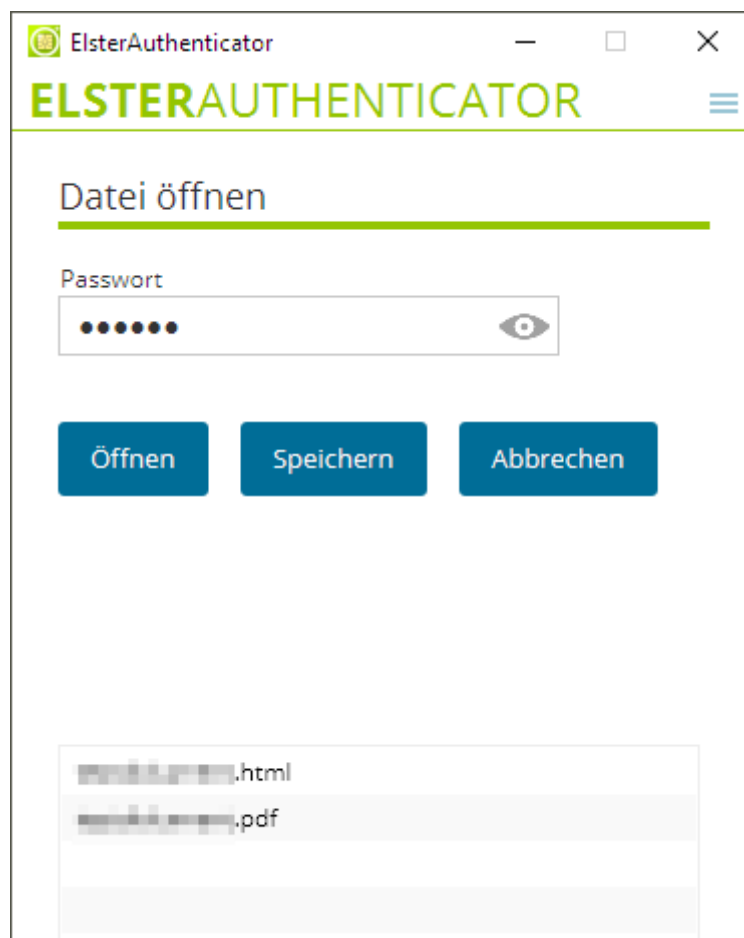 ElsterAuthenticator
ELSTERAUTHENTICATOR
Datei öffnen
Passwort
••••••
Öffnen Speichern Abbrechen
.html
.pdf